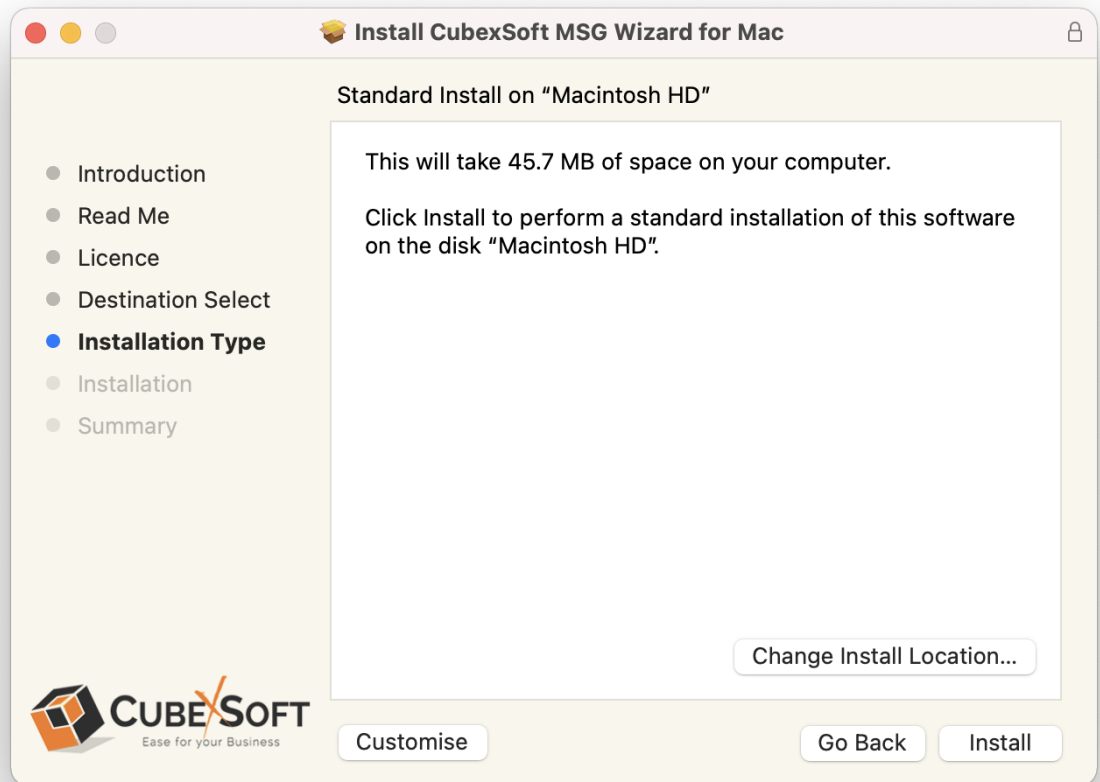 Install CubexSoft MSG Wizard for Mac
Standard Install on “Macintosh HD”
Introduction
Read Me
Licence
Destination Select
Installation Type
Installation
Summary
This will take 45.7 MB of space on your computer.
Click Install to perform a standard installation of this software
on the disk “Macintosh HD”.
Change Install Location...
CUBEXSOFT
Ease for your Business
Customise
Go Back
Install